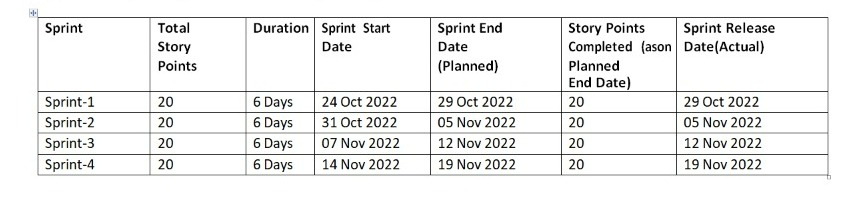 Sprint Total Story Points Duration Sprint Start Date Sprint End Date (Planned) Story Points Completed (ason Planned End Date) Sprint Release Date(Actual)
Sprint-1 20 6 Days 24 Oct 2022 29 Oct 2022 20 29 Oct 2022
Sprint-2 20 6 Days 31 Oct 2022 05 Nov 2022 20 05 Nov 2022
Sprint-3 20 6 Days 07 Nov 2022 12 Nov 2022 20 12 Nov 2022
Sprint-4 20 6 Days 14 Nov 2022 19 Nov 2022 20 19 Nov 2022